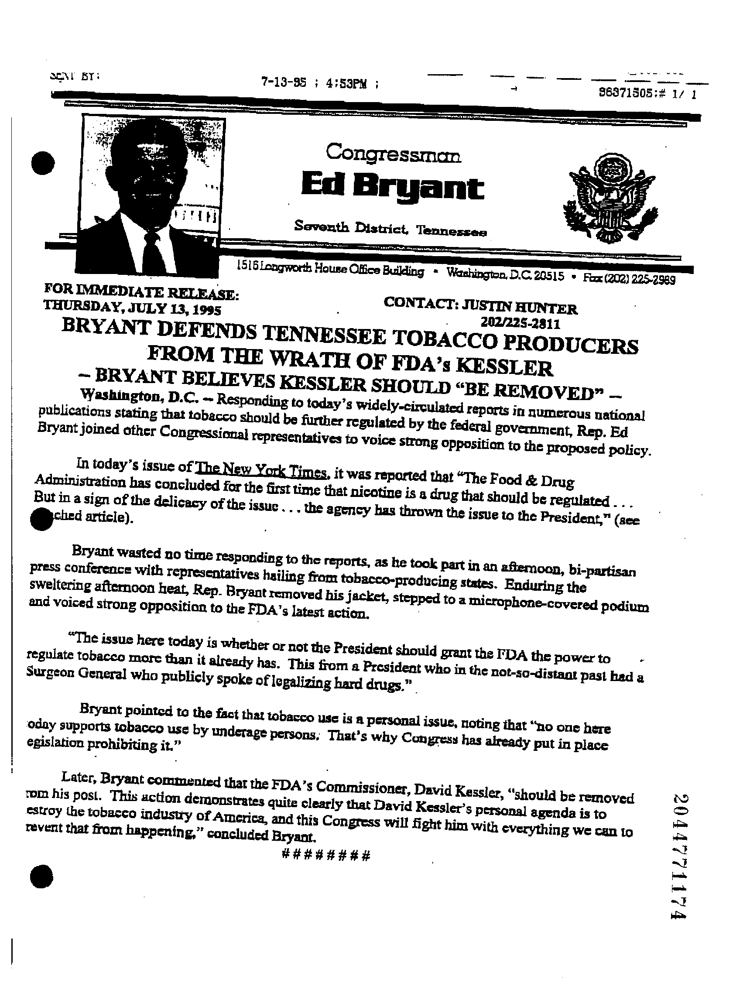 SENT BY:
7-13-95 ; 4:53PM ;
96371505:# 1/ 1
Congressman
Ed Bryant
Seventh District, Tennessee
1516 Longworth House Office Building • Washington, D.C. 20515 • Fax (202) 225-2989
FOR IMMEDIATE RELEASE:
THURSDAY, JULY 13, 1995
CONTACT: JUSTIN HUNTER
202/225-2811
BRYANT DEFENDS TENNESSEE TOBACCO PRODUCERS
FROM THE WRATH OF FDA's KESSLER
– BRYANT BELIEVES KESSLER SHOULD “BE REMOVED” –
Washington, D.C. – Responding to today's widely-circulated reports in numerous national
publications stating that tobacco should be further regulated by the federal government, Rep. Ed
Bryant joined other Congressional representatives to voice strong opposition to the proposed policy.
In today's issue of The New York Times, it was reported that “The Food & Drug
Administration has concluded for the first time that nicotine is a drug that should be regulated . . .
But in a sign of the delicacy of the issue . . . the agency has thrown the issue to the President,” (see
ched article).
Bryant wasted no time responding to the reports, as he took part in an afternoon, bi-partisan
press conference with representatives hailing from tobacco-producing states. Enduring the
sweltering afternoon heat, Rep. Bryant removed his jacket, stepped to a microphone-covered podium
and voiced strong opposition to the FDA's latest action.
“The issue here today is whether or not the President should grant the FDA the power to
regulate tobacco more than it already has. This from a President who in the not-so-distant past had a
Surgeon General who publicly spoke of legalizing hard drugs.”
Bryant pointed to the fact that tobacco use is a personal issue, noting that “no one here
oday supports tobacco use by underage persons. That's why Congress has already put in place
egislation prohibiting it.”
Later, Bryant commented that the FDA's Commissioner, David Kessler, “should be removed
rom his post. This action demonstrates quite clearly that David Kessler's personal agenda is to
estroy the tobacco industry of America, and this Congress will fight him with everything we can to
revent that from happening,” concluded Bryant.
########
2044771174